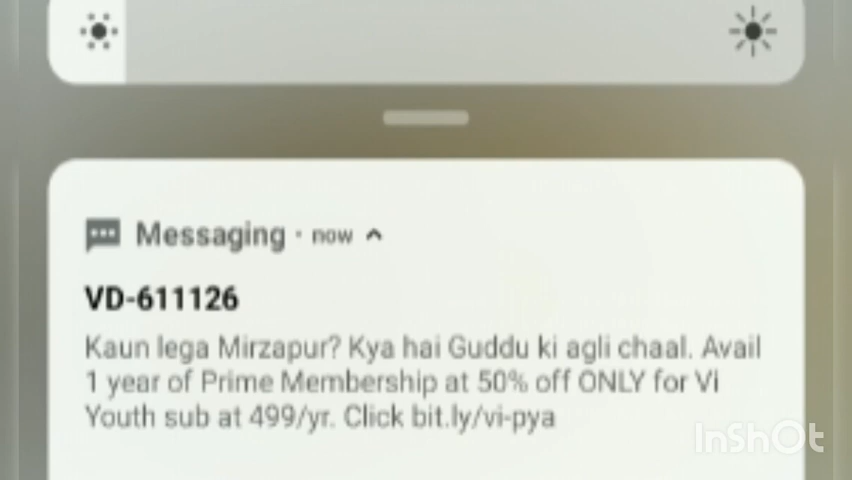 Messaging · now
VD-611126
Kaun lega Mirzapur? Kya hai Guddu ki agli chaal. Avail
1 year of Prime Membership at 50% off ONLY for Vi
Youth sub at 499/yr. Click bit.ly/vi-pya
InShOt